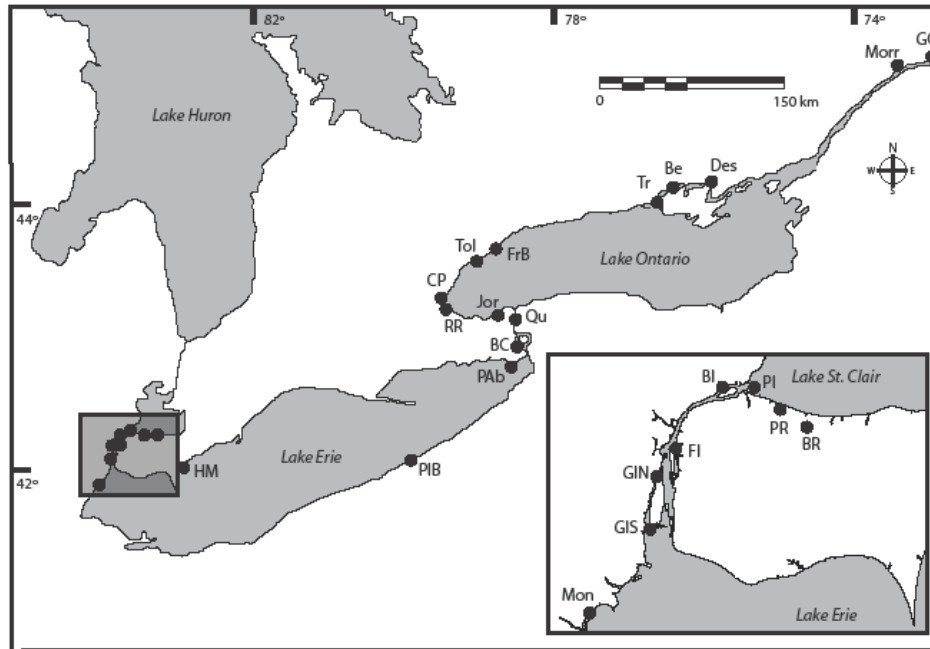 82°
78°
74°
GC
Morr
Lake Huron
0
150 km
N
W
E
S
Des
Be
Tr
44°
Tol
FrB
Lake Ontario
CP
Jor
RR
Qu
BC
PAb
BI
PI
Lake St. Clair
PR
BR
FI
Lake Erie
PIB
HM
42°
GIN
GIS
Mon
Lake Erie